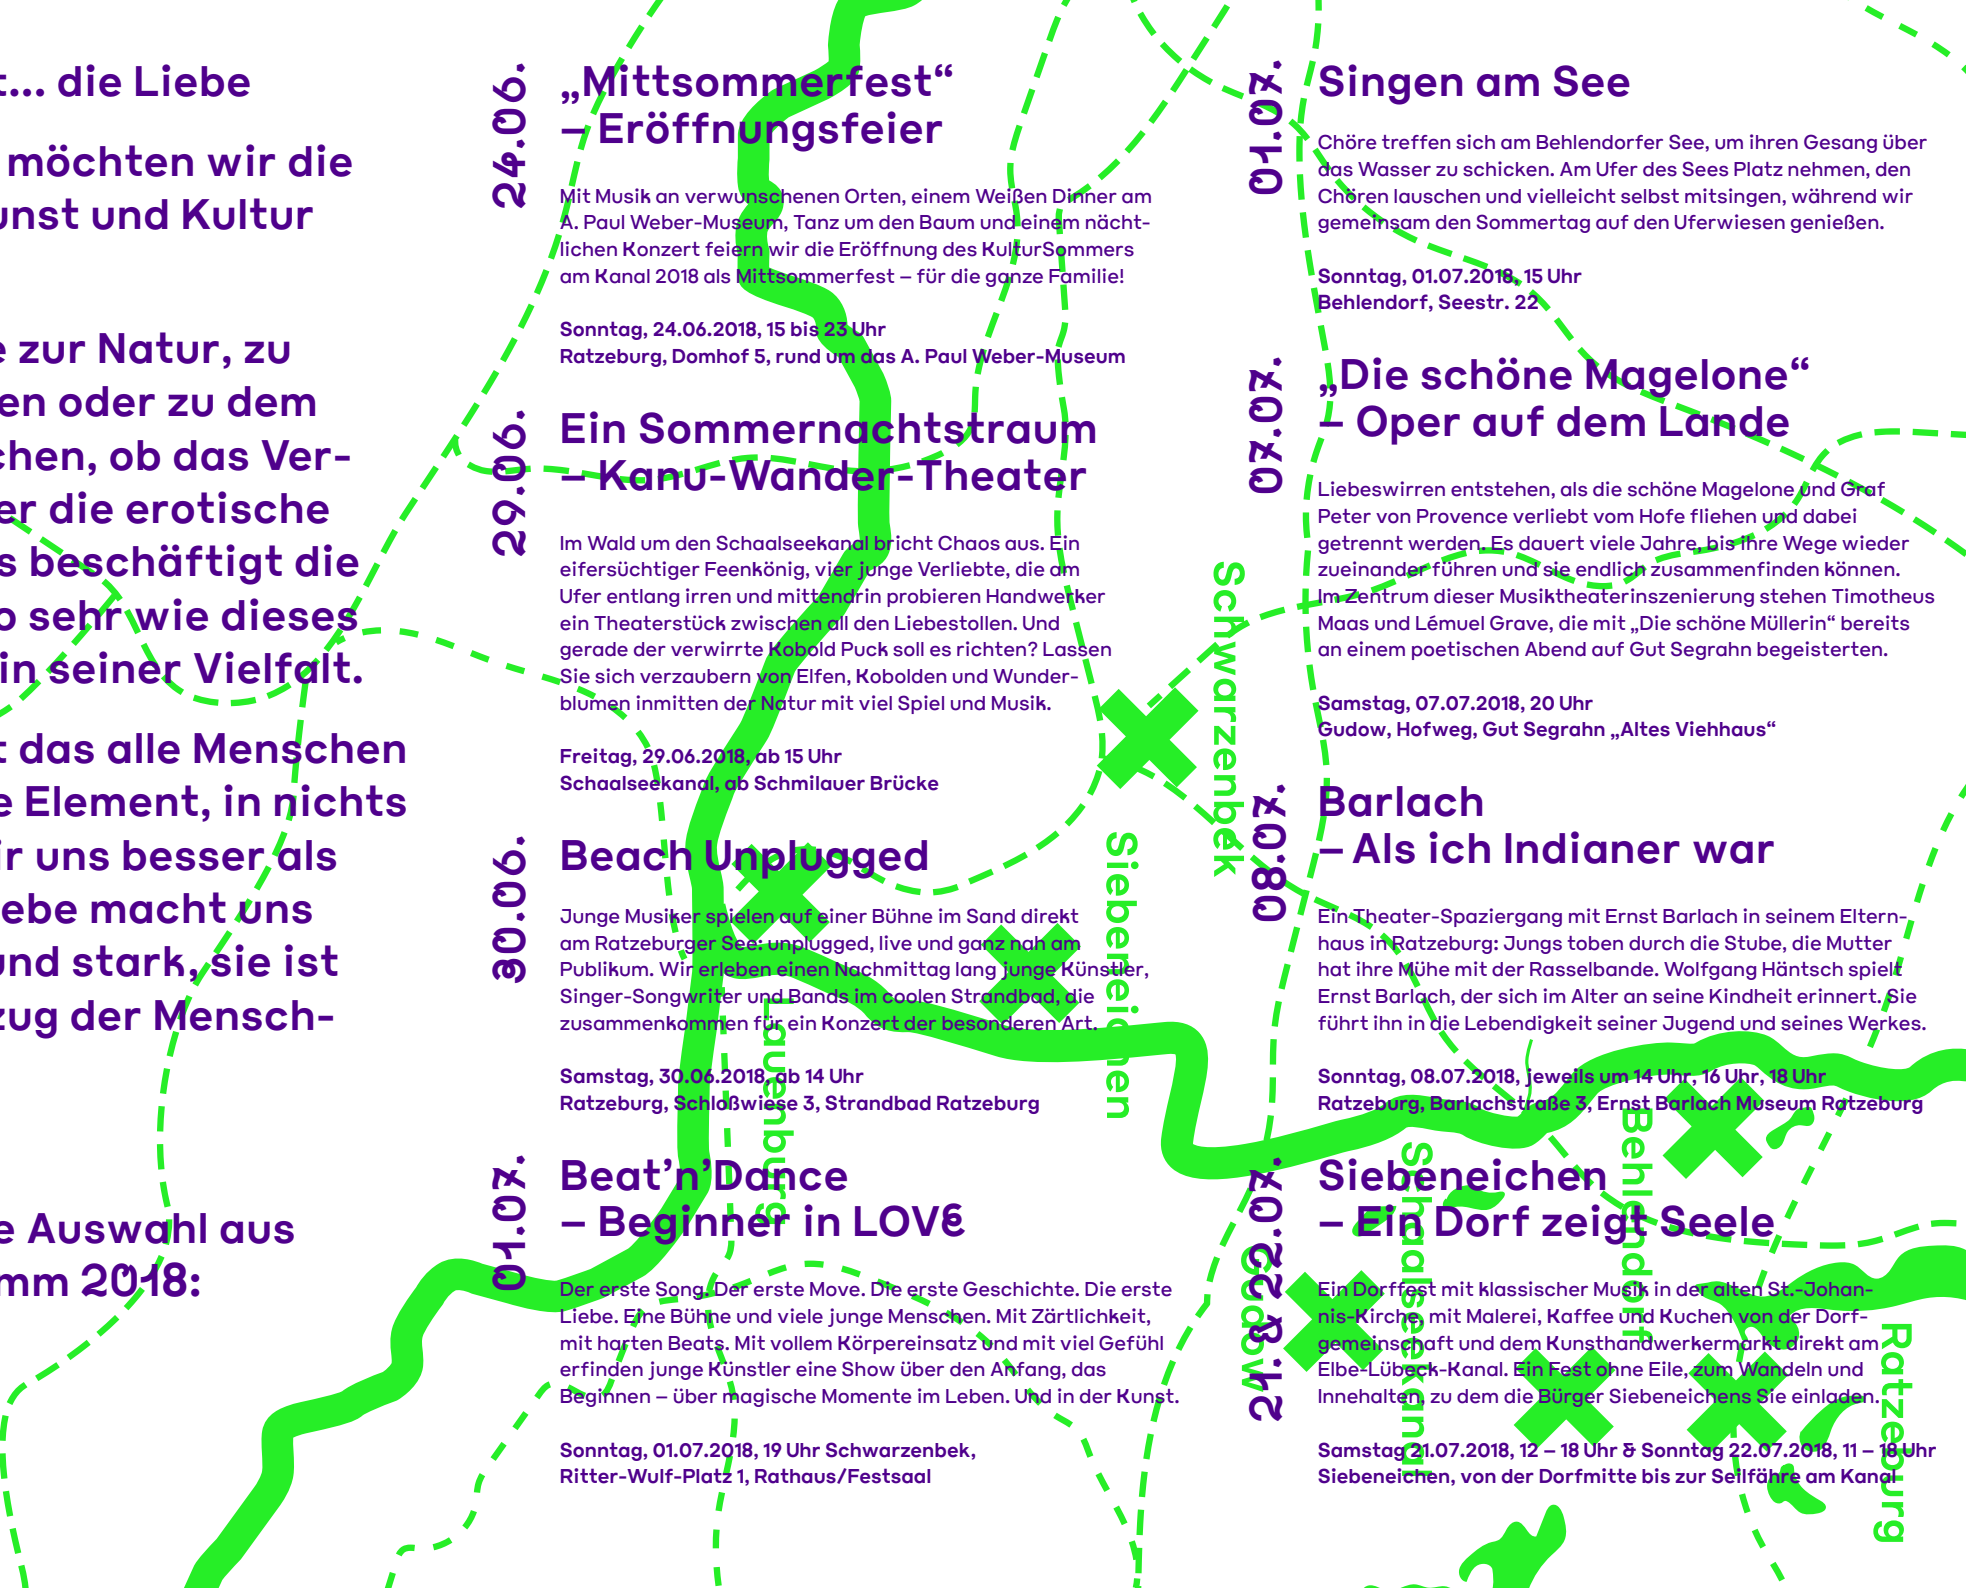 t... die Liebe
möchten wir die
unst und Kultur
e zur Natur, zu
en oder zu dem
chen, ob das Ver-
er die erotische
s beschäftigt die
o sehr wie dieses
in seiner Vielfalt.
t das alle Menschen
e Element, in nichts
ir uns besser als
iebe macht uns
und stark, sie ist
zug der Mensch-
e Auswahl aus
mm 2018:
24.06.
„Mittsommerfest“
– Eröffnungsfeier
Mit Musik an verwunschenen Orten, einem Weißen Dinner am
A. Paul Weber-Museum, Tanz um den Baum und einem nächt-
lichen Konzert feiern wir die Eröffnung des KulturSommers
am Kanal 2018 als Mittsommerfest – für die ganze Familie!
Sonntag, 24.06.2018, 15 bis 23 Uhr
Ratzeburg, Domhof 5, rund um das A. Paul Weber-Museum
29.06.
Ein Sommernachtstraum
– Kanu-Wander-Theater
Im Wald um den Schaalseekanal bricht Chaos aus. Ein
eifersüchtiger Feenkönig, vier junge Verliebte, die am
Ufer entlang irren und mittendrin probieren Handwerker
ein Theaterstück zwischen all den Liebestollen. Und
gerade der verwirrte Kobold Puck soll es richten? Lassen
Sie sich verzaubern von Elfen, Kobolden und Wunder-
blumen inmitten der Natur mit viel Spiel und Musik.
Freitag, 29.06.2018, ab 15 Uhr
Schaalseekanal, ab Schmilauer Brücke
30.06.
Beach Unplugged
Junge Musiker spielen auf einer Bühne im Sand direkt
am Ratzeburger See: unplugged, live und ganz nah am
Publikum. Wir erleben einen Nachmittag lang junge Künstler,
Singer-Songwriter und Bands im coolen Strandbad, die
zusammenkommen für ein Konzert der besonderen Art.
Samstag, 30.06.2018, ab 14 Uhr
Ratzeburg, Schloßwiese 3, Strandbad Ratzeburg
01.07.
Beat’n’Dance
– Beginner in LOVE
Der erste Song. Der erste Move. Die erste Geschichte. Die erste
Liebe. Eine Bühne und viele junge Menschen. Mit Zärtlichkeit,
mit harten Beats. Mit vollem Körpereinsatz und mit viel Gefühl
erfinden junge Künstler eine Show über den Anfang, das
Beginnen – über magische Momente im Leben. Und in der Kunst.
Sonntag, 01.07.2018, 19 Uhr Schwarzenbek,
Ritter-Wulf-Platz 1, Rathaus/Festsaal
01.07.
Singen am See
Chöre treffen sich am Behlendorfer See, um ihren Gesang über
das Wasser zu schicken. Am Ufer des Sees Platz nehmen, den
Chören lauschen und vielleicht selbst mitsingen, während wir
gemeinsam den Sommertag auf den Uferwiesen genießen.
Sonntag, 01.07.2018, 15 Uhr
Behlendorf, Seestr. 22
07.07.
„Die schöne Magelone“
– Oper auf dem Lande
Liebeswirren entstehen, als die schöne Magelone und Graf
Peter von Provence verliebt vom Hofe fliehen und dabei
getrennt werden. Es dauert viele Jahre, bis ihre Wege wieder
zueinander führen und sie endlich zusammenfinden können.
Im Zentrum dieser Musiktheaterinszenierung stehen Timotheus
Maas und Lémuel Grave, die mit „Die schöne Müllerin“ bereits
an einem poetischen Abend auf Gut Segrahn begeisterten.
Samstag, 07.07.2018, 20 Uhr
Gudow, Hofweg, Gut Segrahn „Altes Viehhaus“
08.07.
Barlach
– Als ich Indianer war
Ein Theater-Spaziergang mit Ernst Barlach in seinem Eltern-
haus in Ratzeburg: Jungs toben durch die Stube, die Mutter
hat ihre Mühe mit der Rasselbande. Wolfgang Häntsch spielt
Ernst Barlach, der sich im Alter an seine Kindheit erinnert. Sie
führt ihn in die Lebendigkeit seiner Jugend und seines Werkes.
Sonntag, 08.07.2018, jeweils um 14 Uhr, 16 Uhr, 18 Uhr
Ratzeburg, Barlachstraße 3, Ernst Barlach Museum Ratzeburg
21. & 22.07.
Siebeneichen
– Ein Dorf zeigt Seele
Ein Dorffest mit klassischer Musik in der alten St.-Johan-
nis-Kirche, mit Malerei, Kaffee und Kuchen von der Dorf-
gemeinschaft und dem Kunsthandwerkermarkt direkt am
Elbe-Lübeck-Kanal. Ein Fest ohne Eile, zum Wandeln und
Innehalten, zu dem die Bürger Siebeneichens Sie einladen.
Samstag 21.07.2018, 12 – 18 Uhr & Sonntag 22.07.2018, 11 – 18 Uhr
Siebeneichen, von der Dorfmitte bis zur Seilfähre am Kanal
Schwarzenbek
Siebeneichen
Lauenburg
Gudow
Schaalseekanal
Behlendorf
Ratzeburg